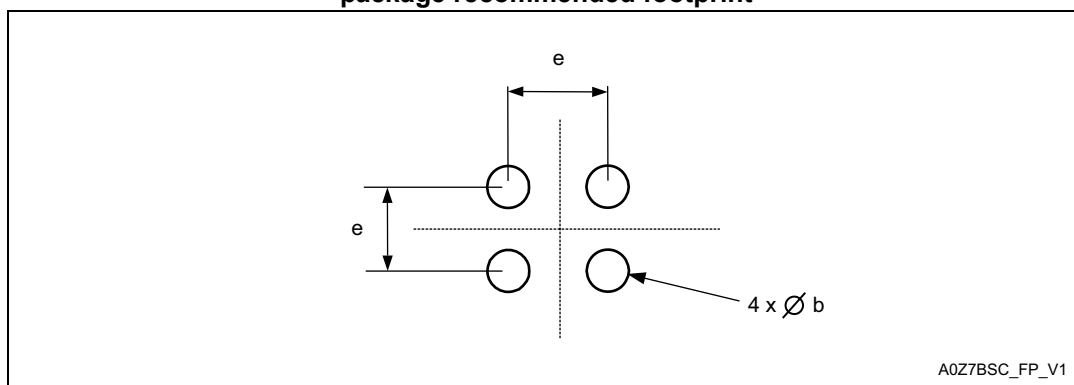 package recommended footprint
e
e
4 x ∅ b
A0Z7BSC_FP_V1